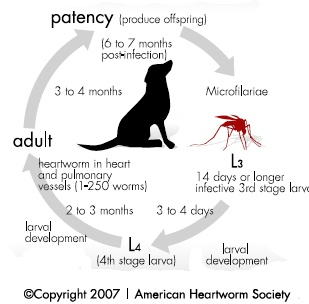 patency (produce offspring)
(6 to 7 months
post-infection)
3 to 4 months
Microfilariae
adult
heartworm in heart
and pulmonary
vessels (1-250 worms)
L3
14 days or longer
infective 3rd stage larva
2 to 3 months
3 to 4 days
larval
development
L4
(4th stage larva)
larval
development
©Copyright 2007 | American Heartworm Society